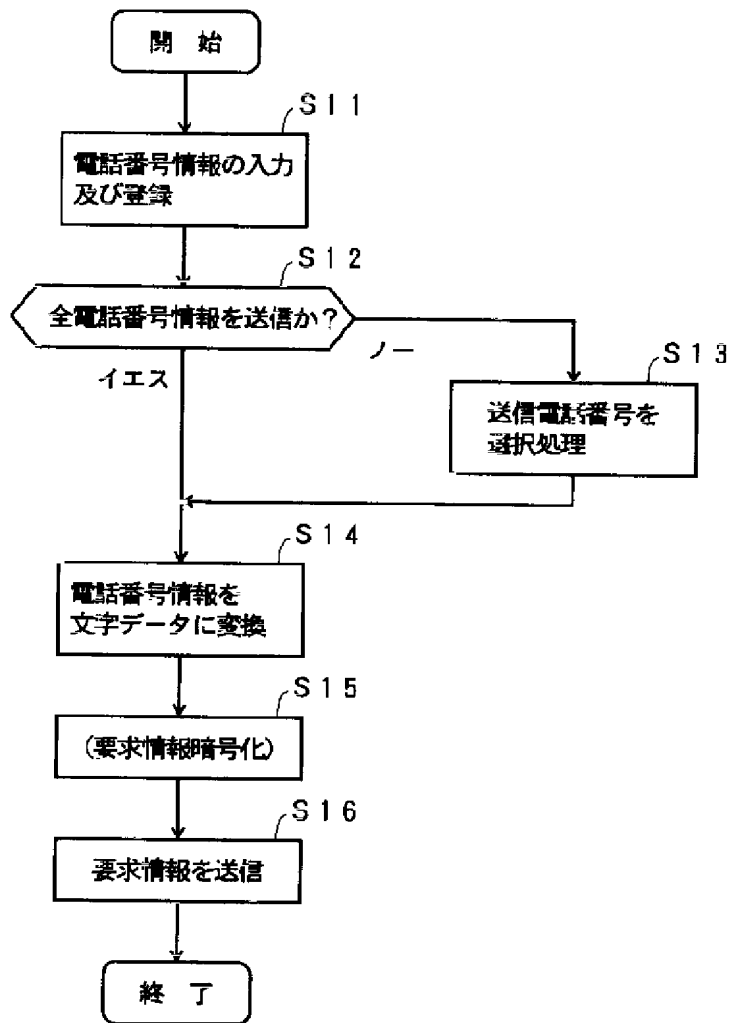 開 始
S11
電話番号情報の入力
及び登録
S12
全電話番号情報を送信か?
ノー
イエス
S13
送信電話番号を
選択処理
S14
電話番号情報を
文字データに変換
S15
(要求情報暗号化)
S16
要求情報を送信
終 了